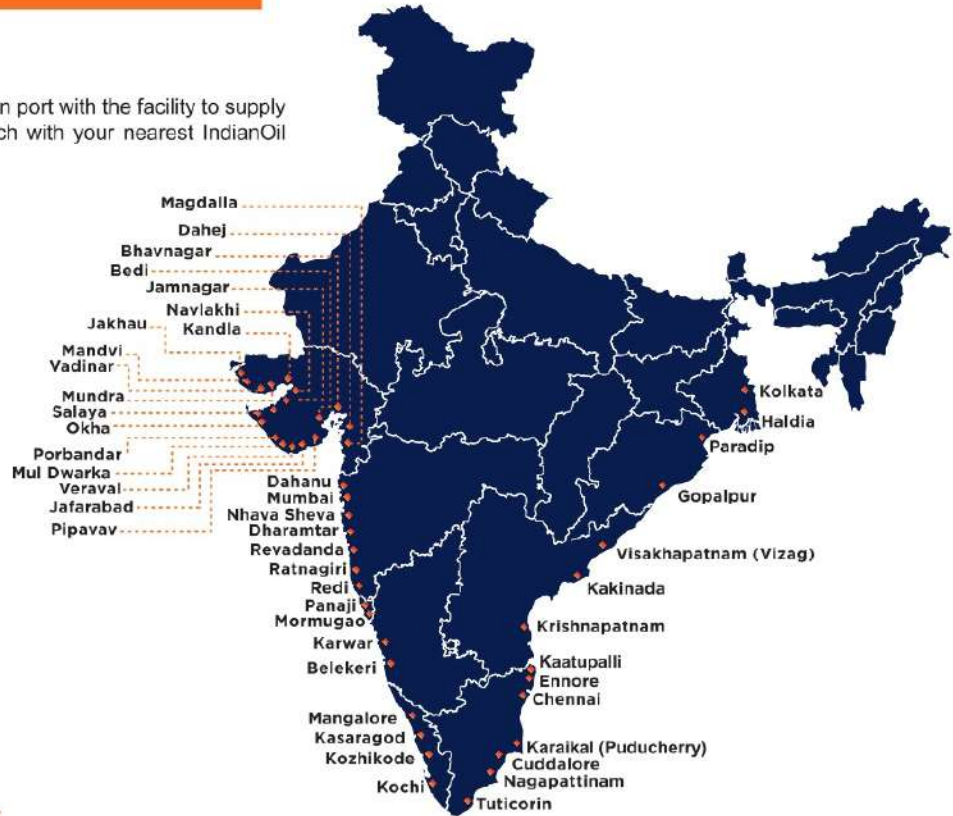 n port with the facility to supply
ch with your nearest IndianOil
Magdalla
Dahej
Bhavnagar
Bedi
Jamnagar
Navlakhi
Jakhau
Kandla
Mandvi
Vadinar
Mundra
Salaya
Okha
Porbandar
Mul Dwarka
Veraval
Jafarabad
Pipavav
Dahanu
Mumbai
Nhava Sheva
Dharamtar
Revadanda
Ratnagiri
Redi
Panaji
Mormugao
Karwar
Belekeri
Mangalore
Kasaragod
Kozhikode
Kochi
Kolkata
Haldia
Paradip
Gopalpur
Visakhapatnam (Vizag)
Kakinada
Krishnapatnam
Kaatupalli
Ennore
Chennai
Karaikal (Puducherry)
Cuddalore
Nagapattinam
Tuticorin